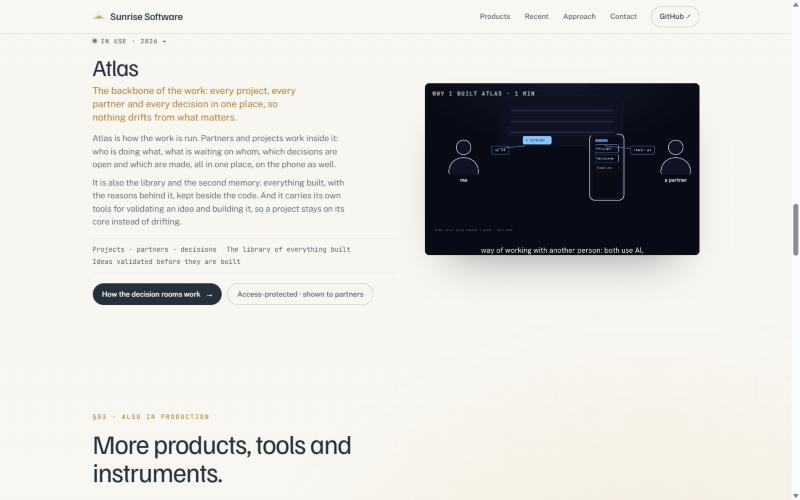 Sunrise Software
Products
Recent
Approach
Contact
GitHub ↗
IN USE · 2026 →
Atlas
The backbone of the work: every project, every
partner and every decision in one place, so
nothing drifts from what matters.
Atlas is how the work is run. Partners and projects work inside it:
who is doing what, what is waiting on whom, which decisions are
open and which are made, all in one place, on the phone as well.
It is also the library and the second memory: everything built, with
the reasons behind it, kept beside the code. And it carries its own
tools for validating an idea and building it, so a project stays on its
core instead of drifting.
Projects · partners · decisions The library of everything built
Ideas validated before they are built
How the decision rooms work →
Access-protected · shown to partners
WHY I BUILT ATLAS · 1 MIN
me
Decisions
their AI
a partner
way of working with another person: both use AI,
§03 · ALSO IN PRODUCTION
More products, tools and
instruments.